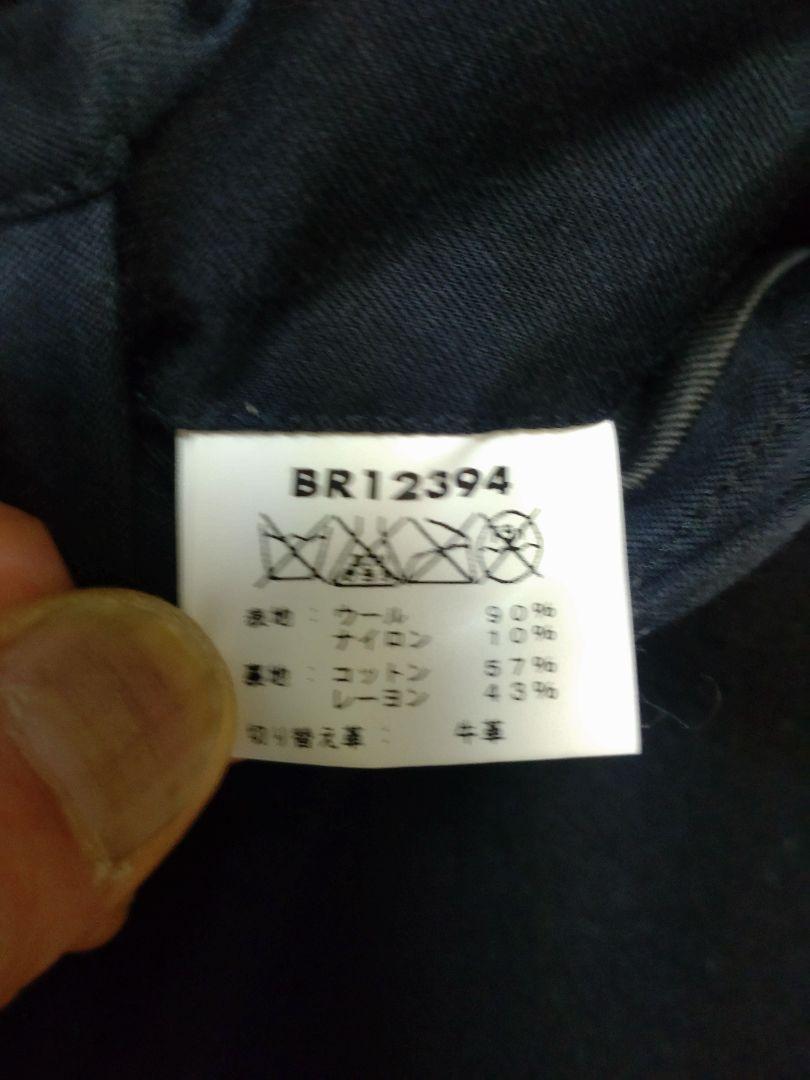 BR12394
表地： ウール 90%
ナイロン 10%
裏地： コットン 57%
レーヨン 43%
切り替え革： 牛革